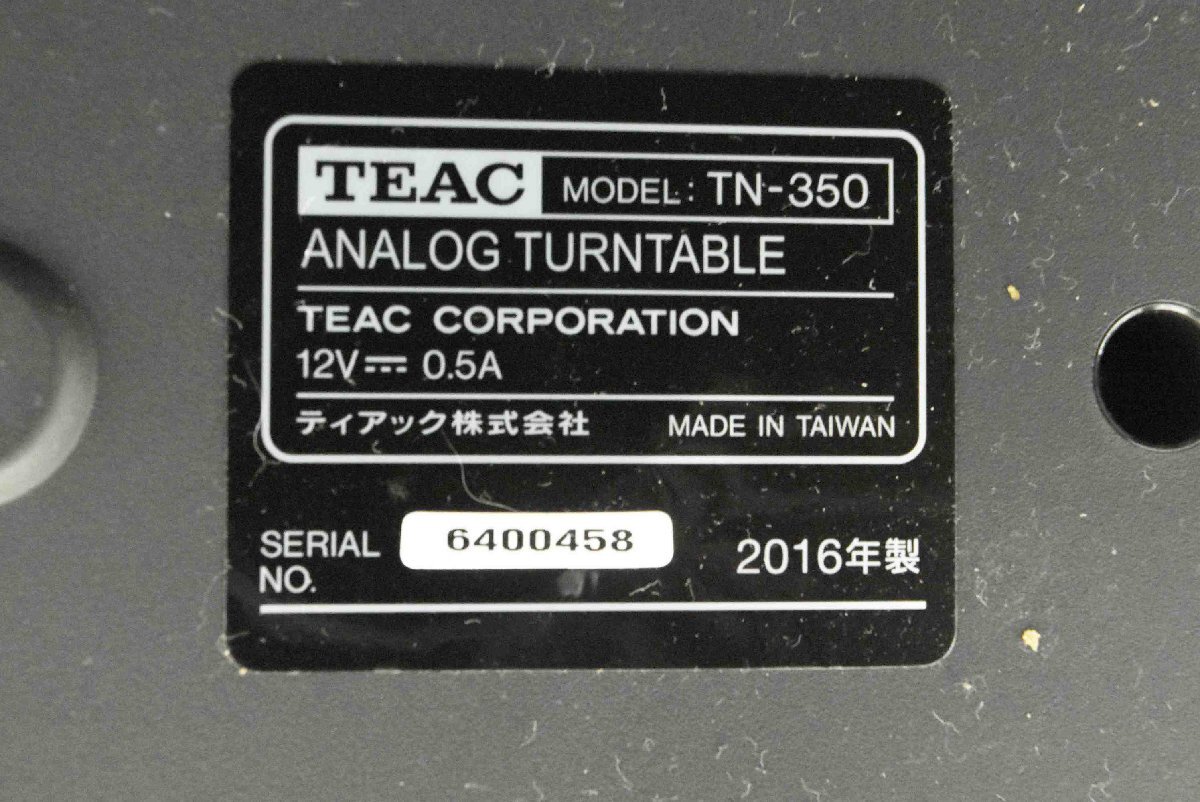 TEAC MODEL: TN-350
ANALOG TURNTABLE
TEAC CORPORATION
12V⎓ 0.5A
ティアック株式会社 MADE IN TAIWAN
SERIAL NO. 6400458 2016年製